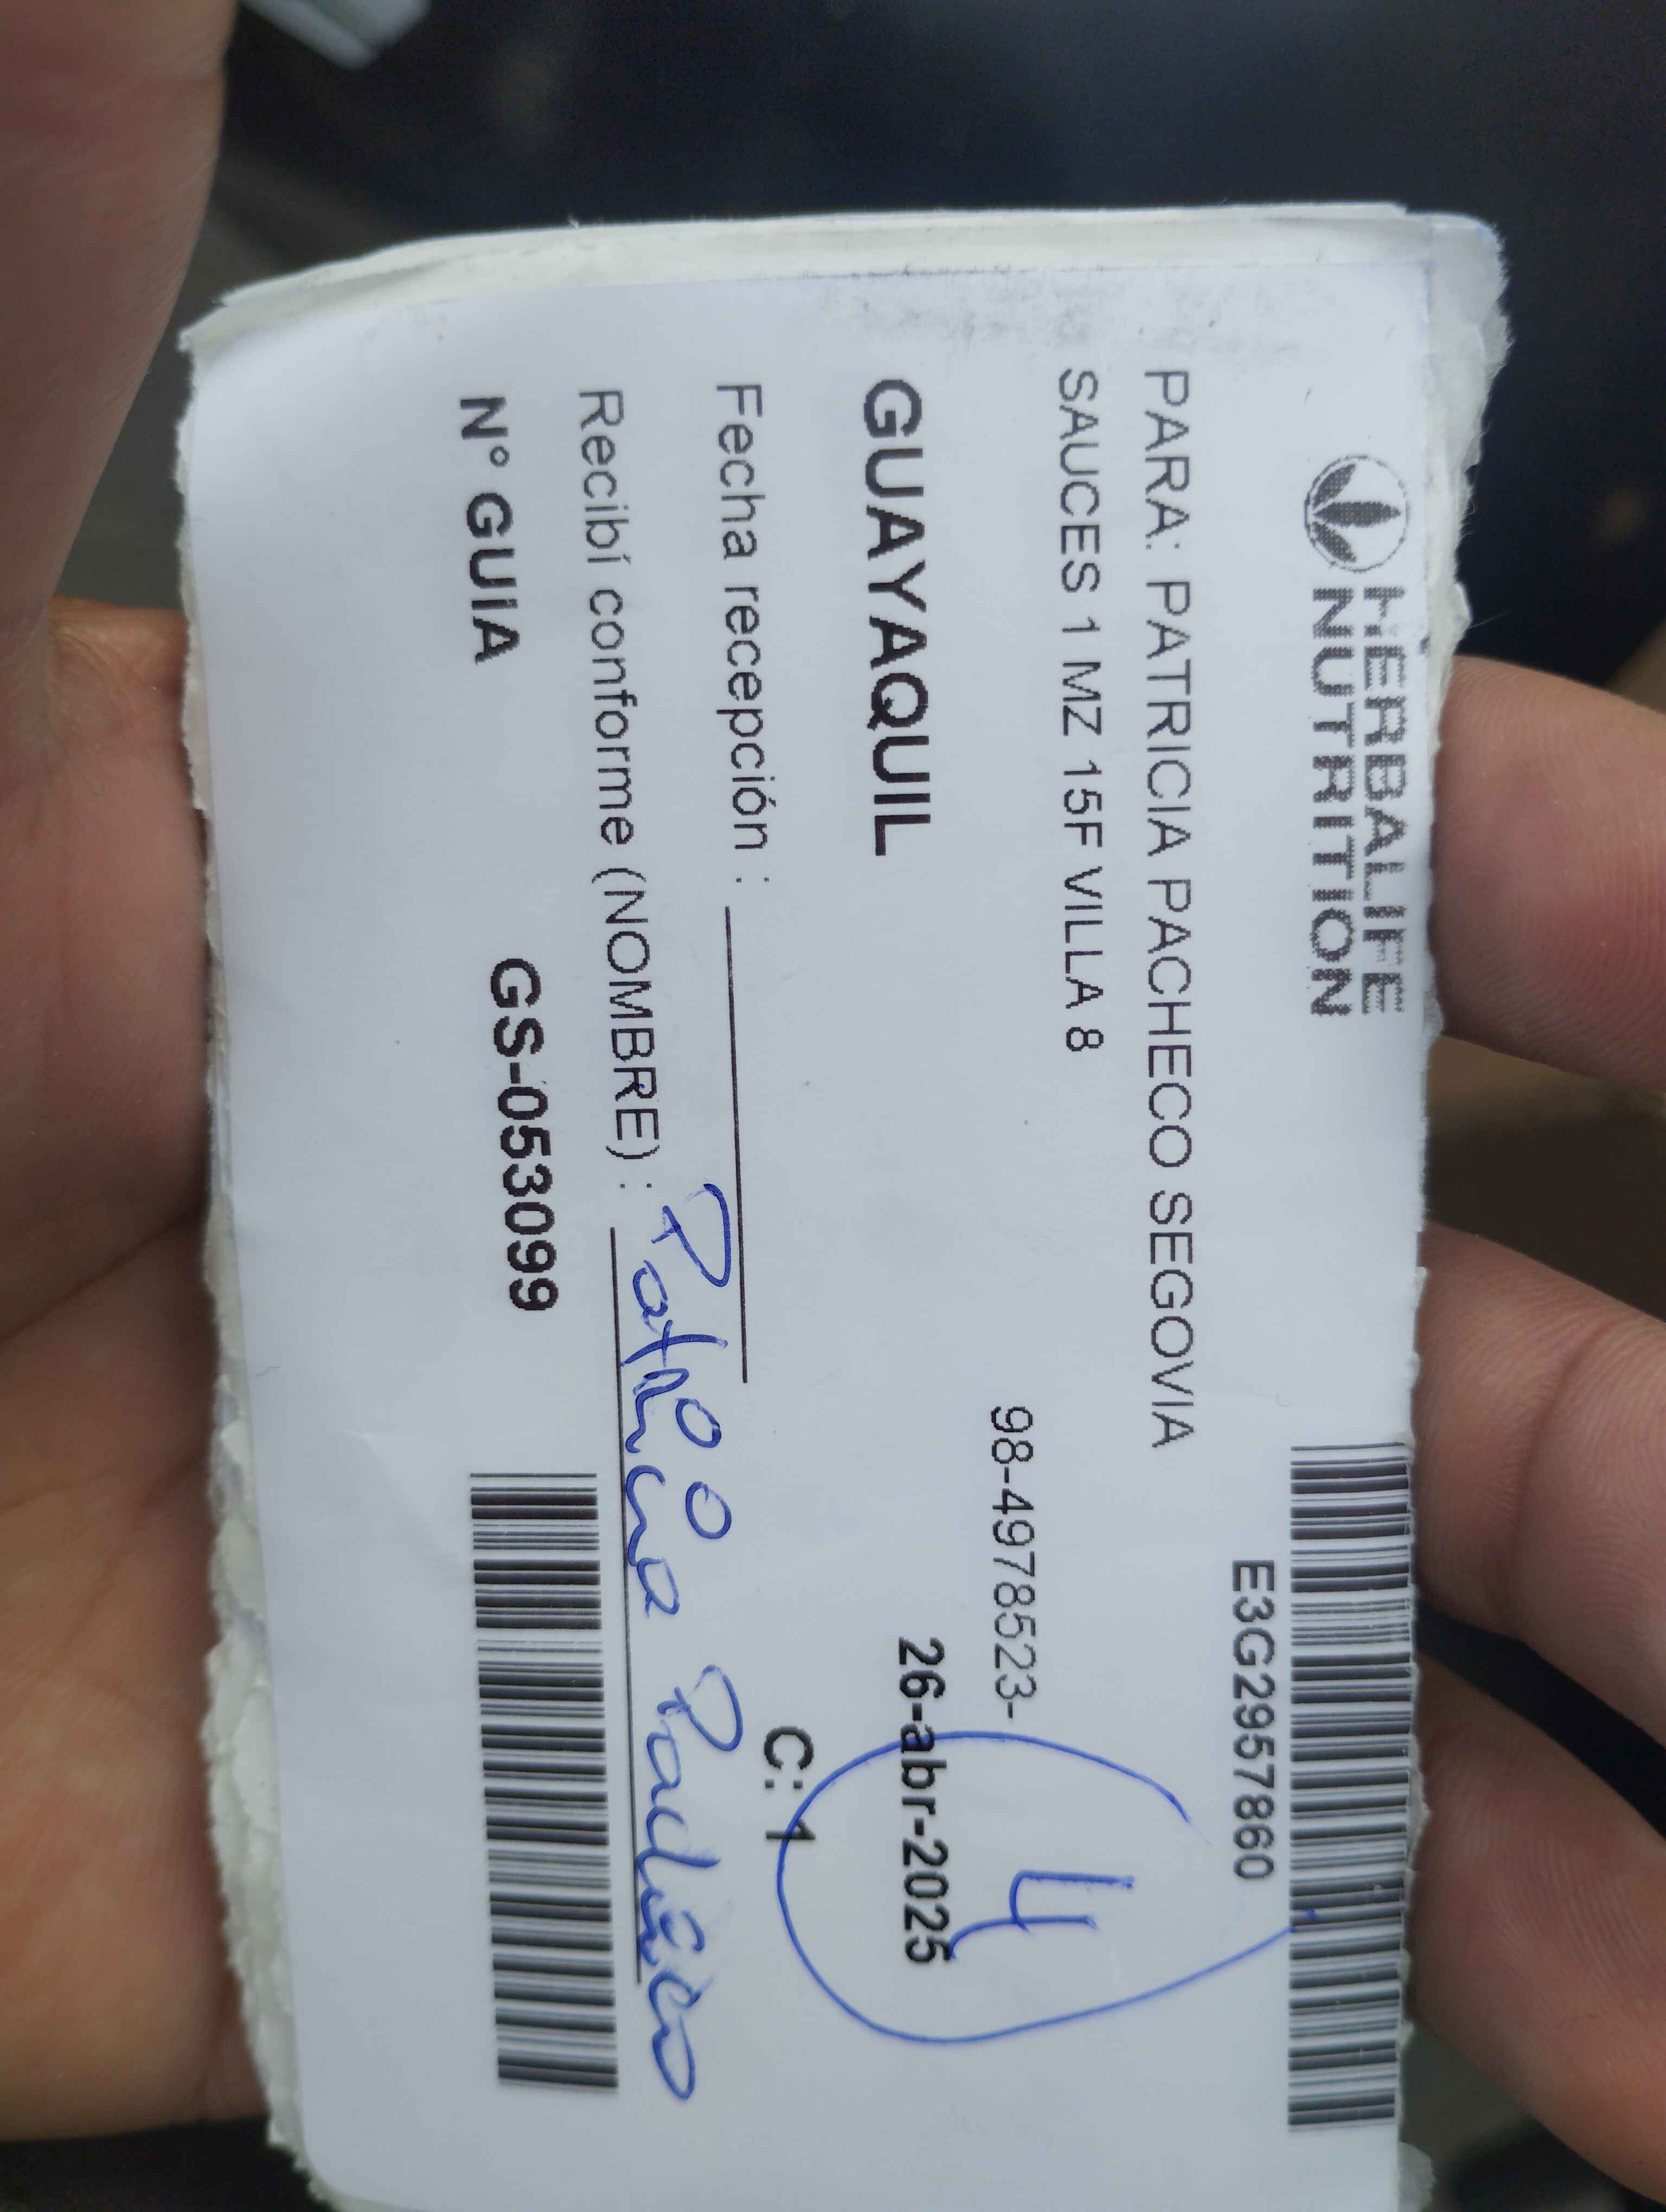 HERBALIFE
NUTRITION
E3G2957860
PARA: PATRICIA PACHECO SEGOVIA
SAUCES 1 MZ 15F VILLA 8
98-4978523-
4
GUAYAQUIL
26-abr-2025
Fecha recepción :
C: 1
Recibí conforme (NOMBRE) : Patricia Pacheco
N° GUIA GS-053099